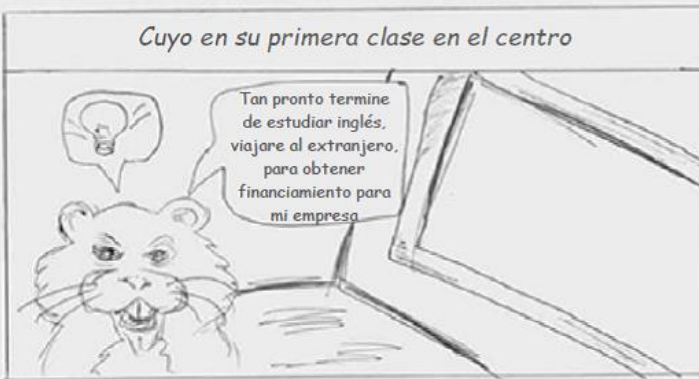 Cuyo en su primera clase en el centro
Tan pronto termine
de estudiar inglés,
viajare al extranjero,
para obtener
financiamiento para
mi empresa